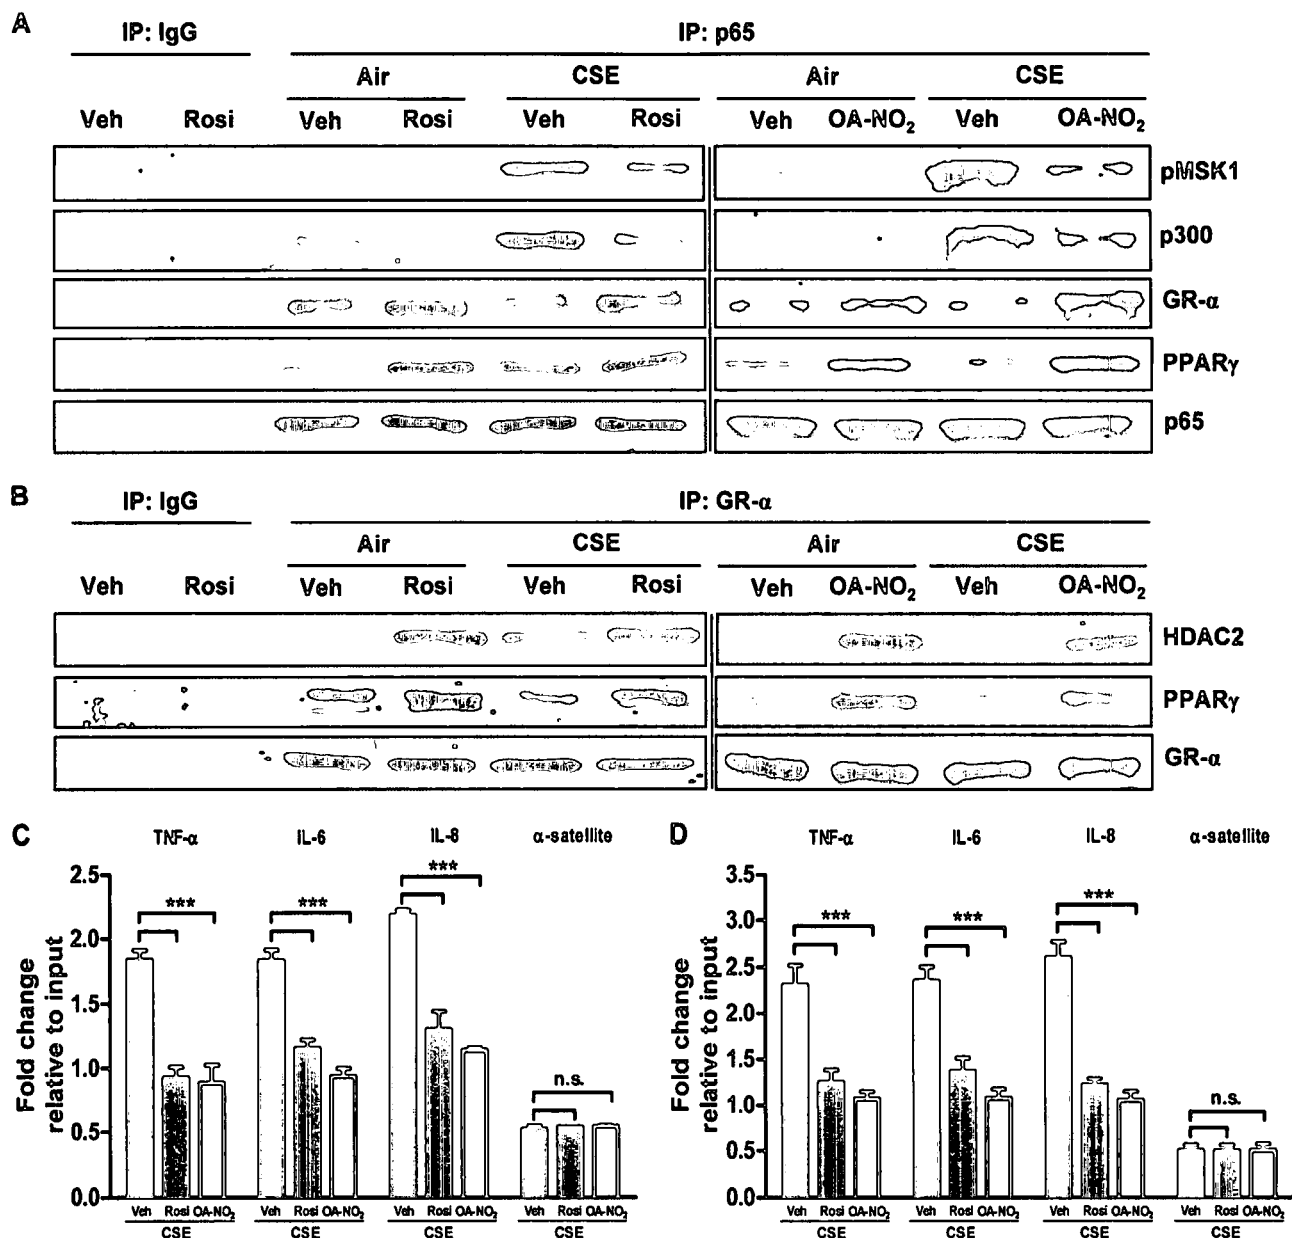 A
IP: IgG IP: p65
Air CSE Air CSE
Veh Rosi Veh Rosi Veh Rosi Veh OA-NO₂ Veh OA-NO₂
pMSK1
p300
GR-α
PPARγ
p65
B
IP: IgG IP: GR-α
Air CSE Air CSE
Veh Rosi Veh Rosi Veh Rosi Veh OA-NO₂ Veh OA-NO₂
HDAC2
PPARγ
GR-α
C
TNF-α IL-6 IL-8 α-satellite
Fold change
relative to input
2.5
2.0
1.5
1.0
0.5
0.0
*** *** *** n.s.
Veh Rosi OA-NO₂ Veh Rosi OA-NO₂ Veh Rosi OA-NO₂ Veh Rosi OA-NO₂
CSE CSE CSE CSE
D
TNF-α IL-6 IL-8 α-satellite
Fold change
relative to input
3.5
3.0
2.5
2.0
1.5
1.0
0.5
0.0
*** *** *** n.s.
Veh Rosi OA-NO₂ Veh Rosi OA-NO₂ Veh Rosi OA-NO₂ Veh Rosi OA-NO₂
CSE CSE CSE CSE